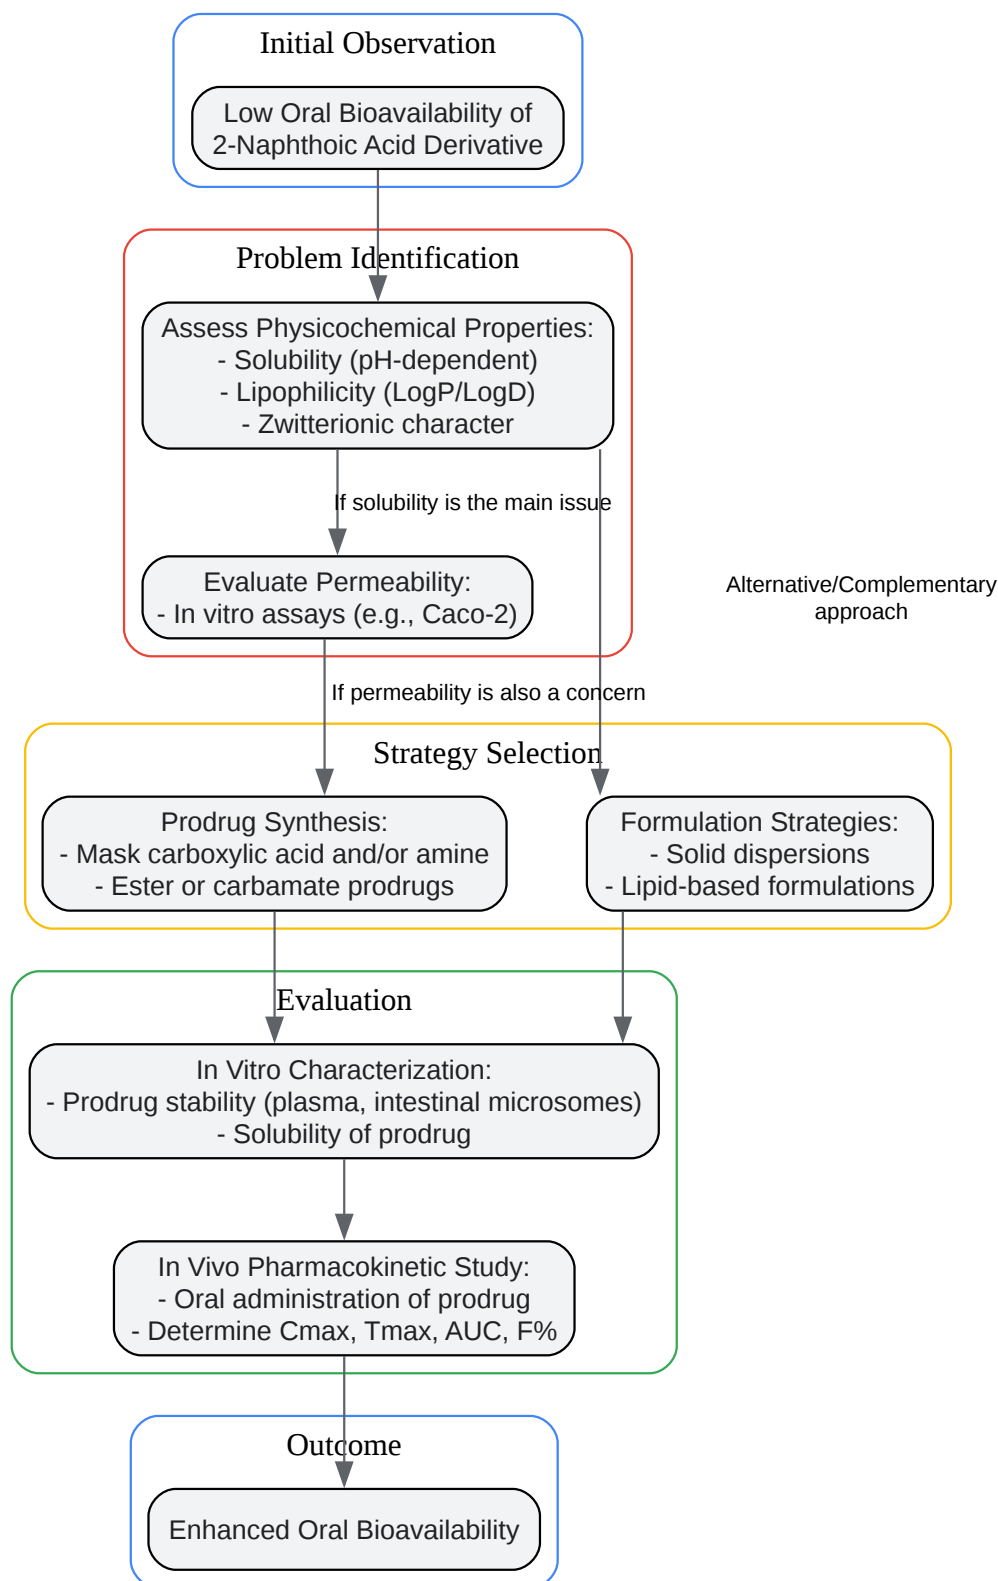 Initial Observation
Low Oral Bioavailability of
2-Naphthoic Acid Derivative
Problem Identification
Assess Physicochemical Properties:
- Solubility (pH-dependent)
- Lipophilicity (LogP/LogD)
- Zwitterionic character
If solubility is the main issue
Evaluate Permeability:
- In vitro assays (e.g., Caco-2)
Alternative/Complementary
approach
If permeability is also a concern
Strategy Selection
Prodrug Synthesis:
- Mask carboxylic acid and/or amine
- Ester or carbamate prodrugs
Formulation Strategies:
- Solid dispersions
- Lipid-based formulations
Evaluation
In Vitro Characterization:
- Prodrug stability (plasma, intestinal microsomes)
- Solubility of prodrug
In Vivo Pharmacokinetic Study:
- Oral administration of prodrug
- Determine Cmax, Tmax, AUC, F%
Outcome
Enhanced Oral Bioavailability